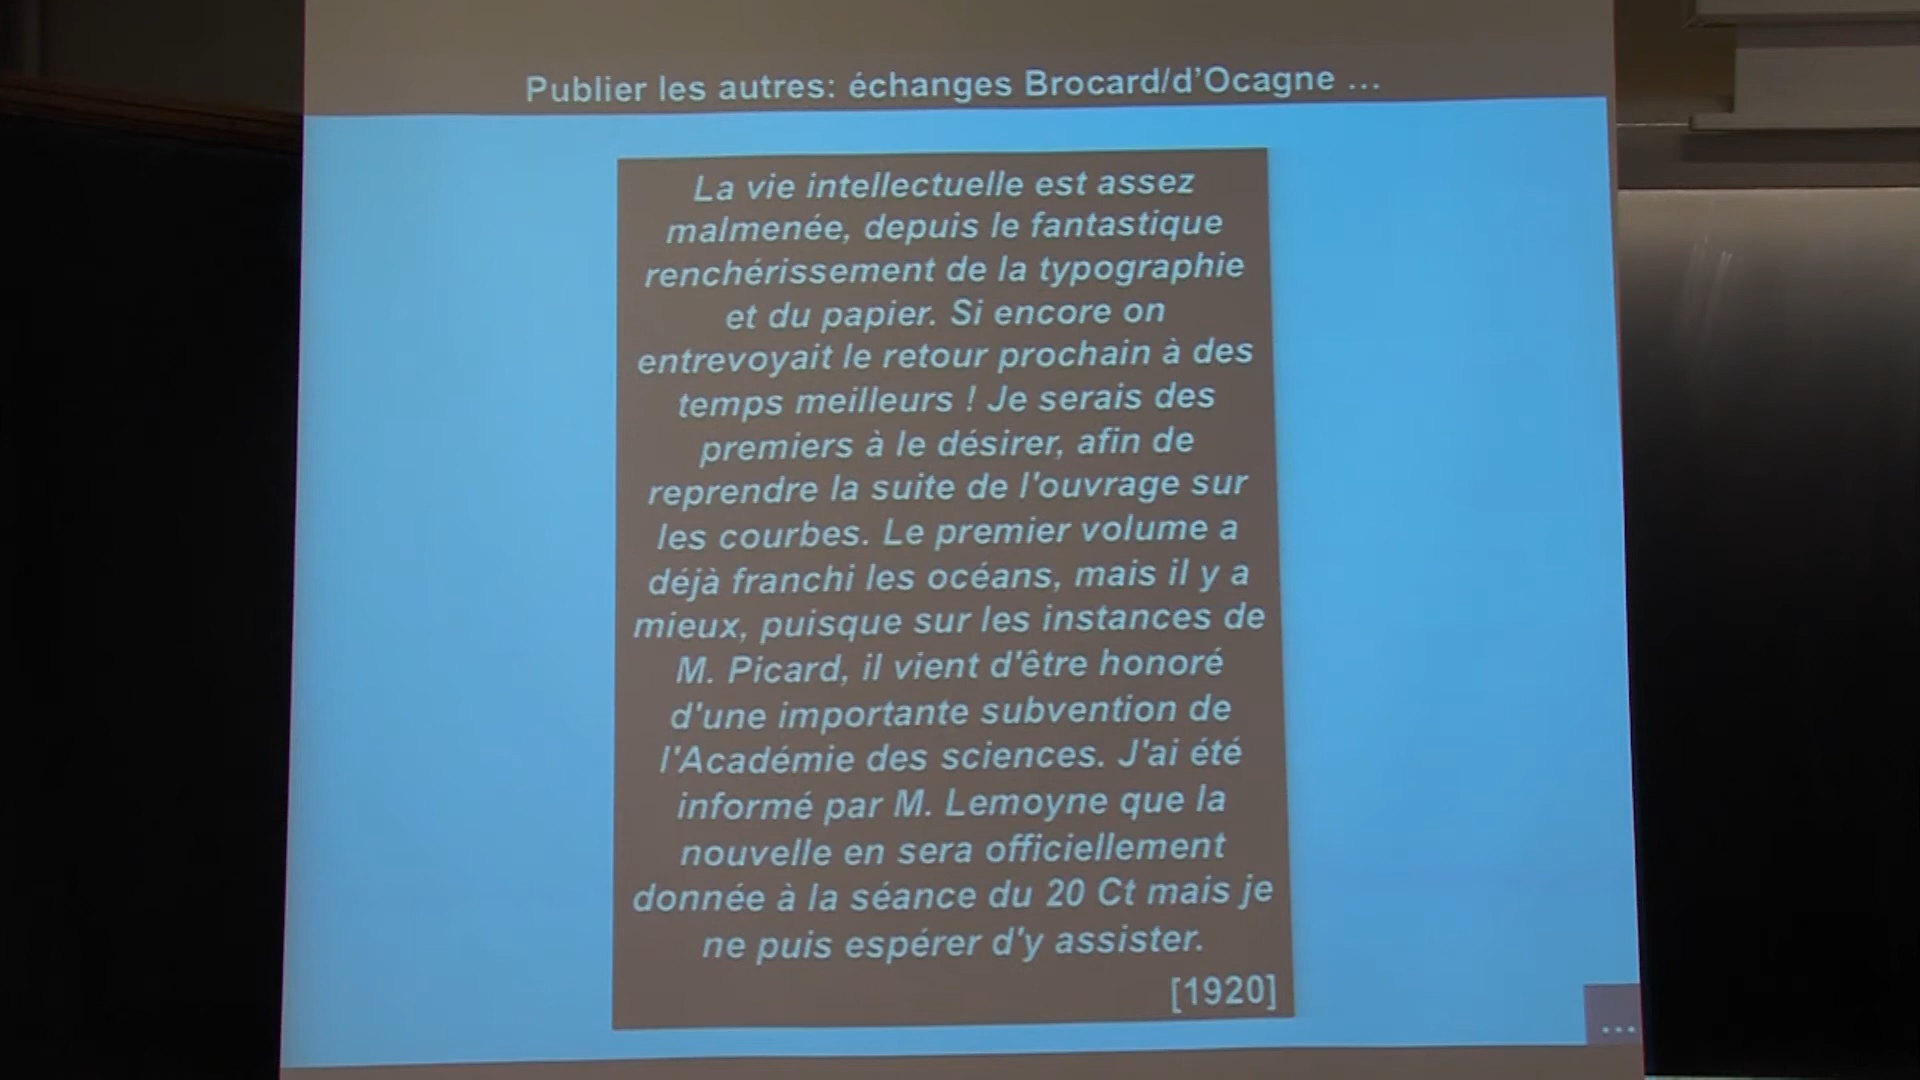 Publier les autres: échanges Brocard/d'Ocagne ...
La vie intellectuelle est assez
malmenée, depuis le fantastique
renchérissement de la typographie
et du papier. Si encore on
entrevoyait le retour prochain à des
temps meilleurs ! Je serais des
premiers à le désirer, afin de
reprendre la suite de l'ouvrage sur
les courbes. Le premier volume a
déjà franchi les océans, mais il y a
mieux, puisque sur les instances de
M. Picard, il vient d'être honoré
d'une importante subvention de
l'Académie des sciences. J'ai été
informé par M. Lemoyne que la
nouvelle en sera officiellement
donnée à la séance du 20 Ct mais je
ne puis espérer d'y assister.
[1920]
...